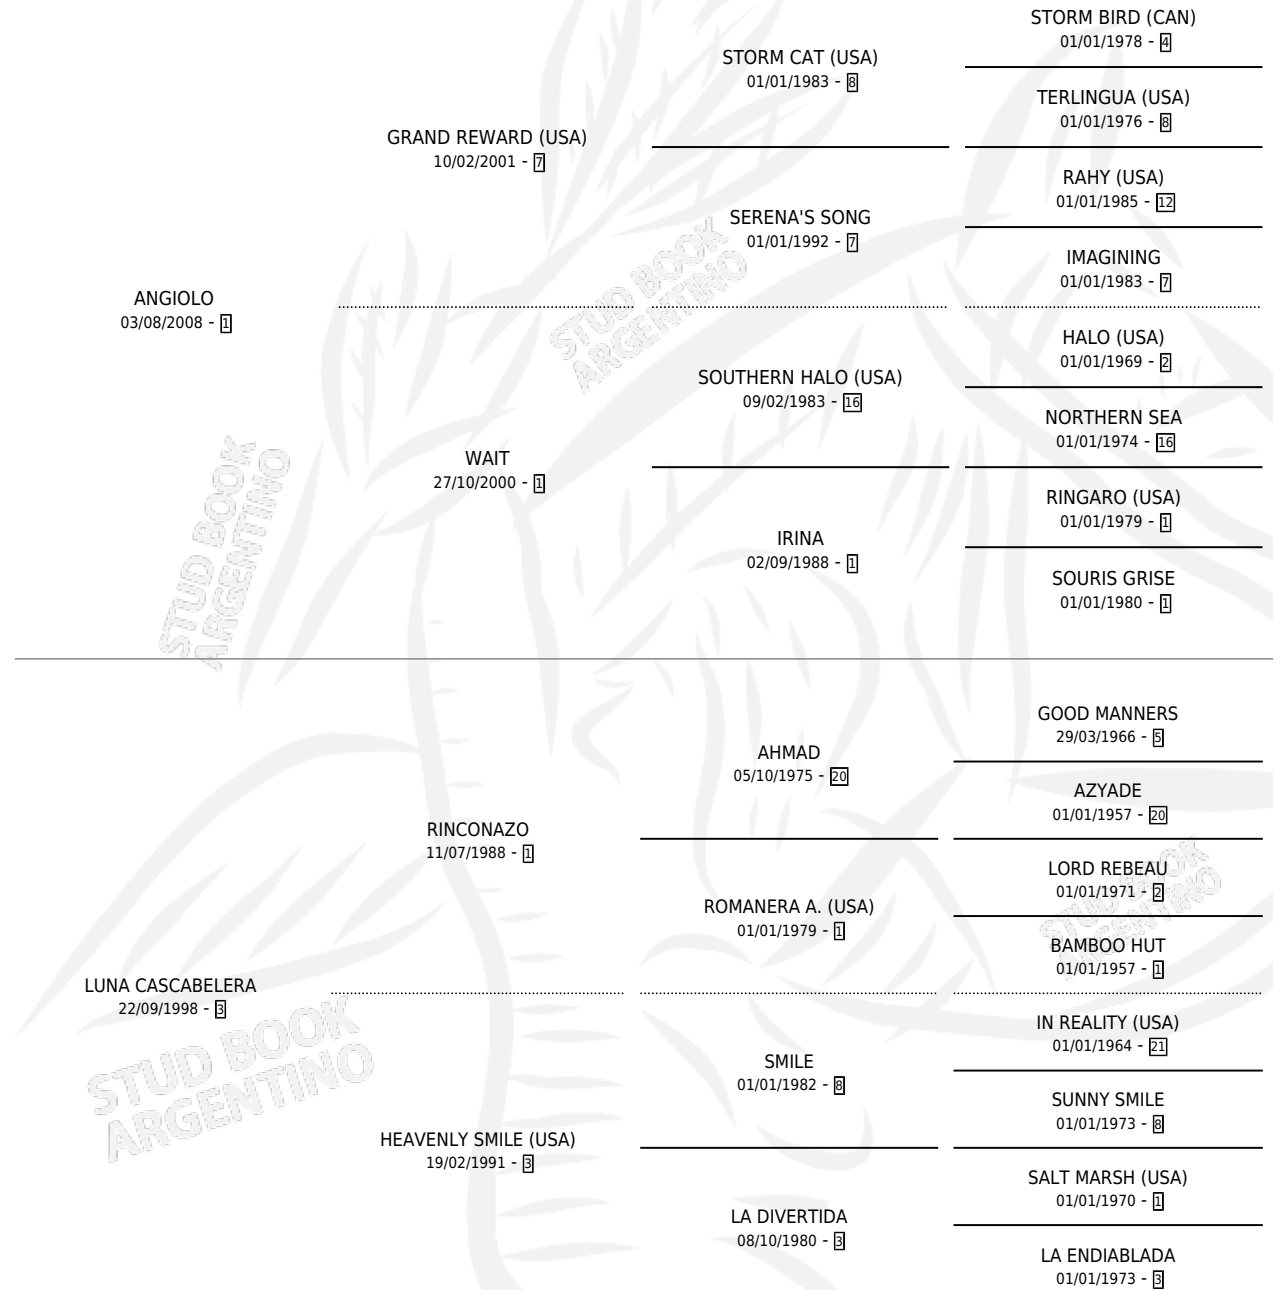 STORM BIRD (CAN)
01/01/1978 - 4
STORM CAT (USA)
01/01/1983 - 8
TERLINGUA (USA)
01/01/1976 - 8
GRAND REWARD (USA)
10/02/2001 - 7
RAHY (USA)
01/01/1985 - 12
SERENA'S SONG
01/01/1992 - 7
IMAGINING
01/01/1983 - 7
ANGIOLO
03/08/2008 - 1
HALO (USA)
01/01/1969 - 2
SOUTHERN HALO (USA)
09/02/1983 - 16
NORTHERN SEA
01/01/1974 - 16
WAIT
27/10/2000 - 1
RINGARO (USA)
01/01/1979 - 1
IRINA
02/09/1988 - 1
SOURIS GRISE
01/01/1980 - 1
GOOD MANNERS
29/03/1966 - 5
AHMAD
05/10/1975 - 20
AZYADE
01/01/1957 - 20
RINCONAZO
11/07/1988 - 1
LORD REBEAU
01/01/1971 - 2
ROMANERA A. (USA)
01/01/1979 - 1
BAMBOO HUT
01/01/1957 - 1
LUNA CASCABELERA
22/09/1998 - 3
IN REALITY (USA)
01/01/1964 - 21
SMILE
01/01/1982 - 8
SUNNY SMILE
01/01/1973 - 8
HEAVENLY SMILE (USA)
19/02/1991 - 3
SALT MARSH (USA)
01/01/1970 - 1
LA DIVERTIDA
08/10/1980 - 3
LA ENDIABLADA
01/01/1973 - 3
STUD BOOK
ARGENTINO
STUD BOOK
ARGENTINO
STUD BOOK
ARGENTINO
STUD BOOK
ARGENTINO